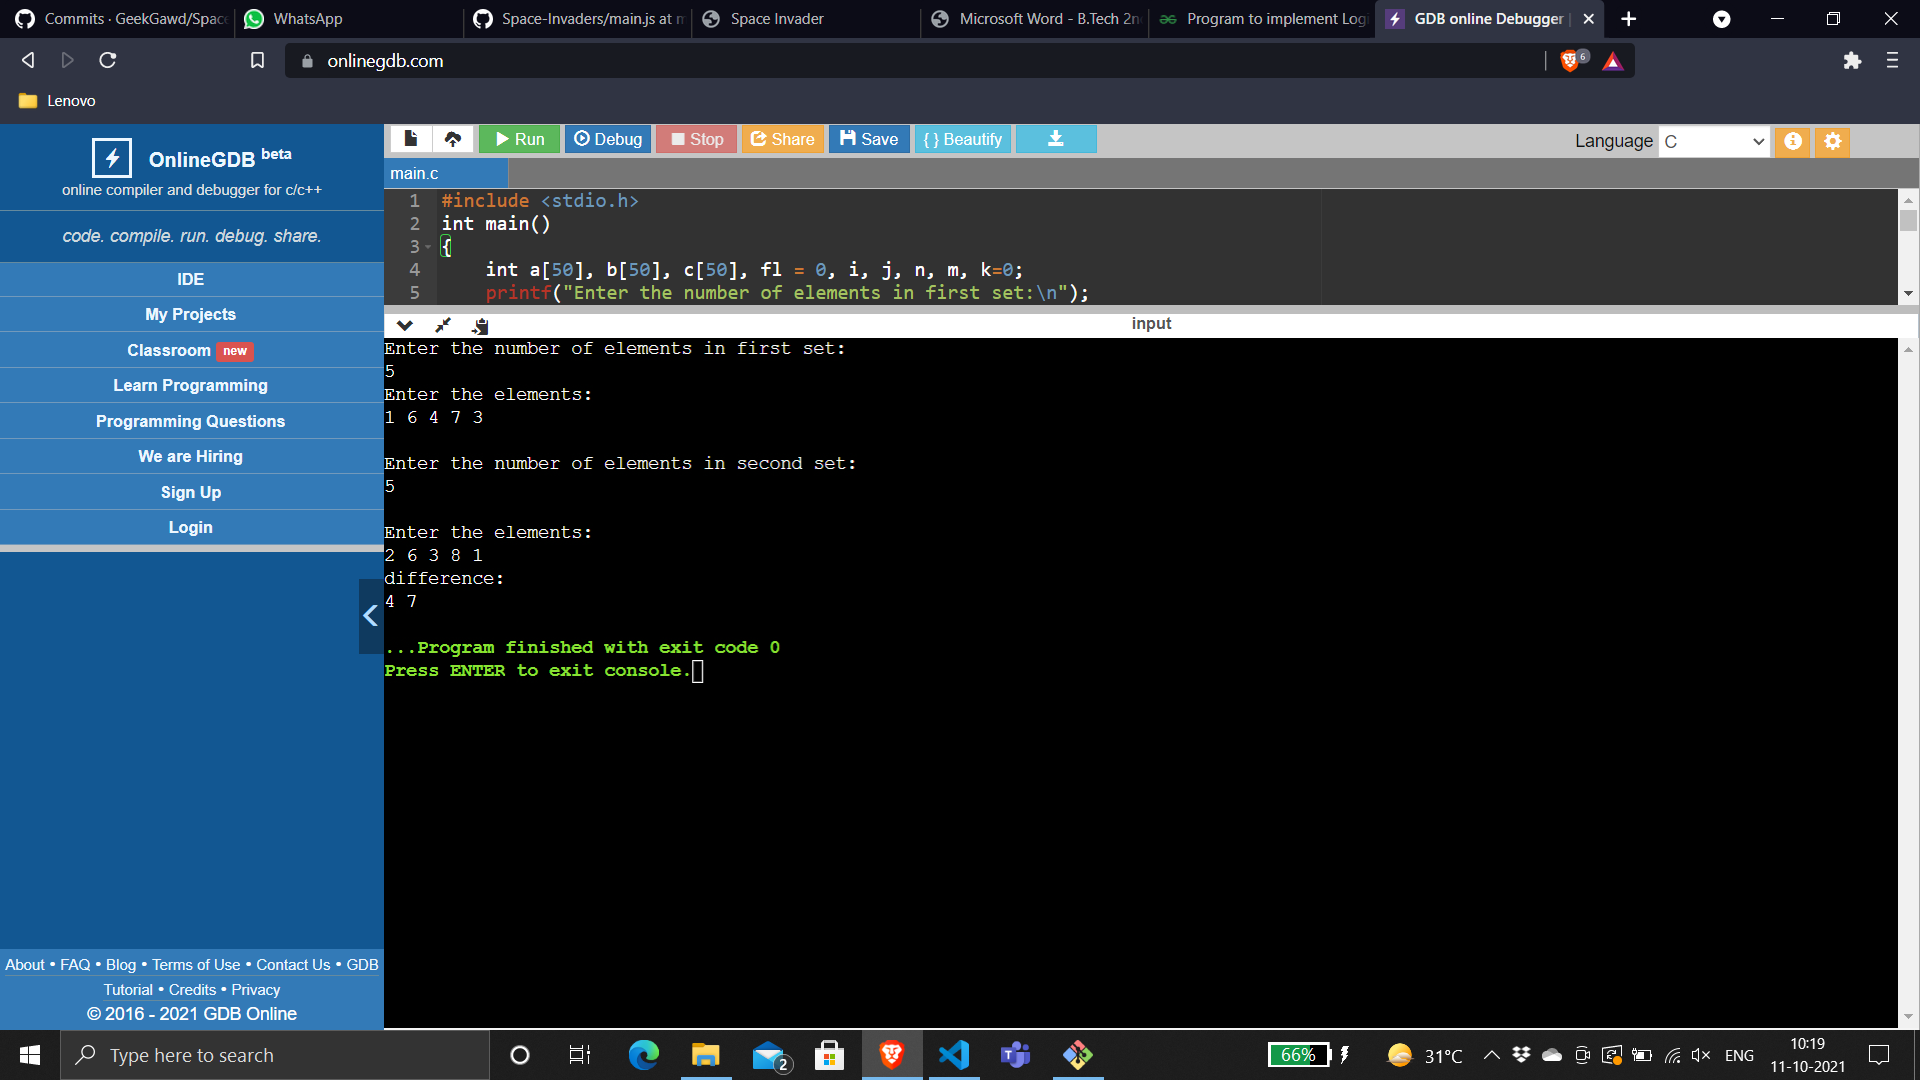 Commits · GeekGawd/Space
WhatsApp
Space-Invaders/main.js at m
Space Invader
Microsoft Word - B.Tech 2n
Program to implement Logi
GDB online Debugger |
onlinegdb.com
6
Lenovo
OnlineGDB beta
online compiler and debugger for c/c++
code. compile. run. debug. share.
IDE
My Projects
Classroom new
Learn Programming
Programming Questions
We are Hiring
Sign Up
Login
About • FAQ • Blog • Terms of Use • Contact Us • GDB
Tutorial • Credits • Privacy
© 2016 - 2021 GDB Online
Run Debug Stop Share Save { } Beautify
Language C
main.c
1 #include <stdio.h>
2 int main()
3 {
4 int a[50], b[50], c[50], fl = 0, i, j, n, m, k=0;
5 printf("Enter the number of elements in first set:\n");
input
Enter the number of elements in first set:
5
Enter the elements:
1 6 4 7 3
Enter the number of elements in second set:
5
Enter the elements:
2 6 3 8 1
difference:
4 7
...Program finished with exit code 0
Press ENTER to exit console.
Type here to search
2
66%
31°C
ENG
10:19
11-10-2021